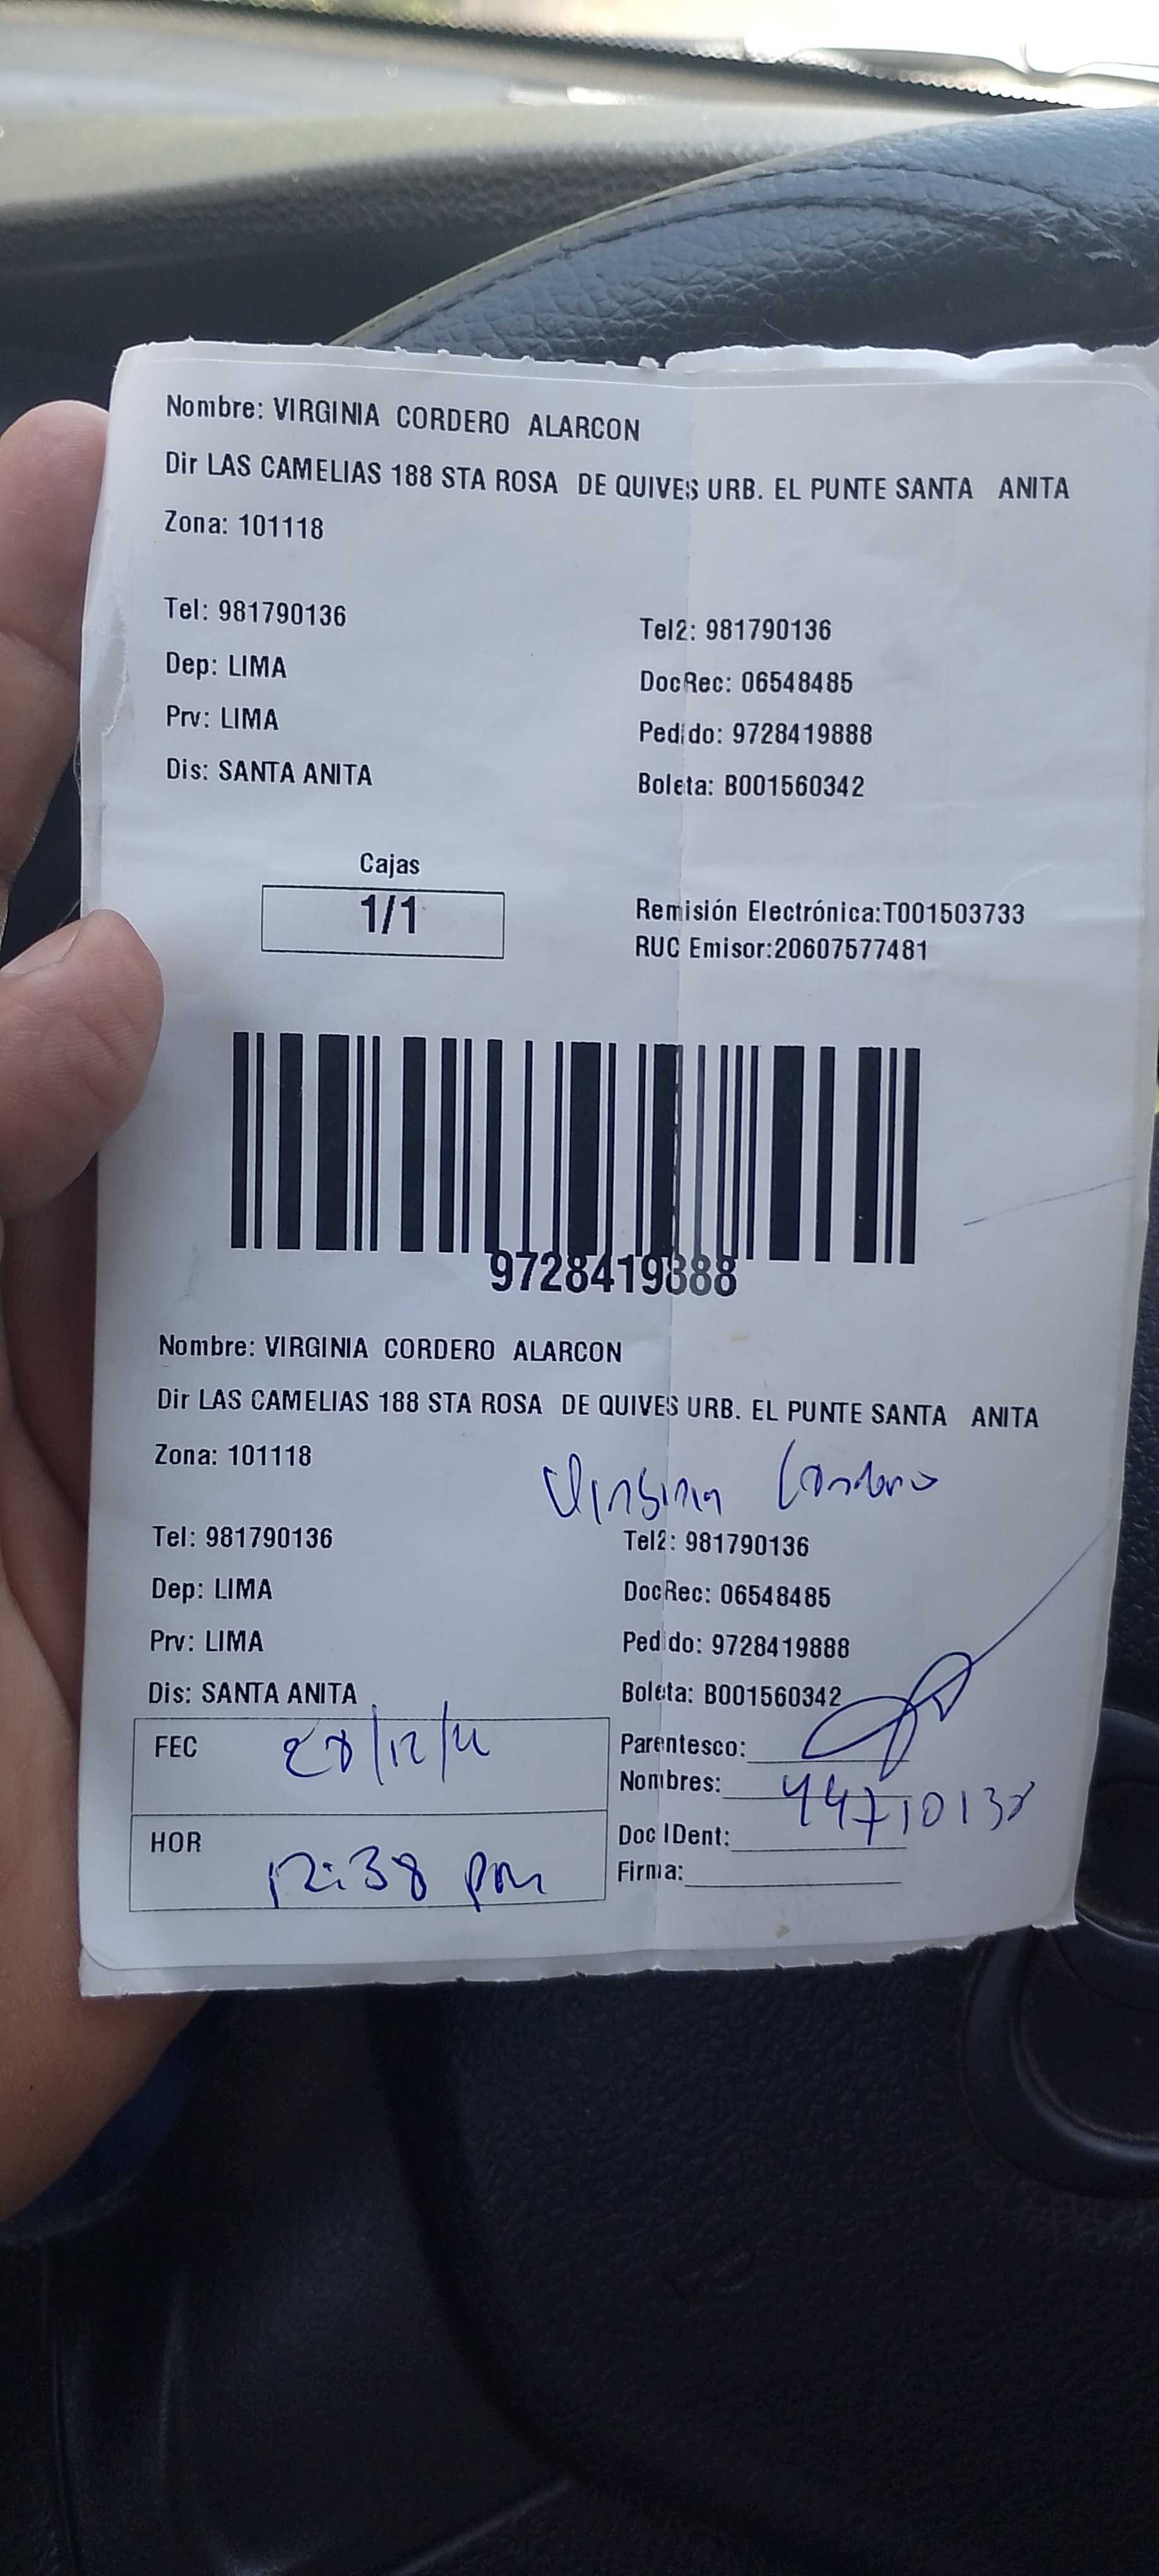 Nombre: VIRGINIA CORDERO ALARCON
Dir LAS CAMELIAS 188 STA ROSA DE QUIVES URB. EL PUNTE SANTA ANITA
Zona: 101118
Tel: 981790136 Tel2: 981790136
Dep: LIMA DocRec: 06548485
Prv: LIMA Pedido: 9728419888
Dis: SANTA ANITA Boleta: B001560342
Cajas
1/1
Remisión Electrónica:T001503733
RUC Emisor:20607577481
9728419888
Nombre: VIRGINIA CORDERO ALARCON
Dir LAS CAMELIAS 188 STA ROSA DE QUIVES URB. EL PUNTE SANTA ANITA
Zona: 101118
Virginia Cordero
Tel: 981790136 Tel2: 981790136
Dep: LIMA DocRec: 06548485
Prv: LIMA Pedido: 9728419888
Dis: SANTA ANITA Boleta: B001560342
FEC Parentesco:
Nombres:
HOR Doc IDent:
12:38 pm Firma: